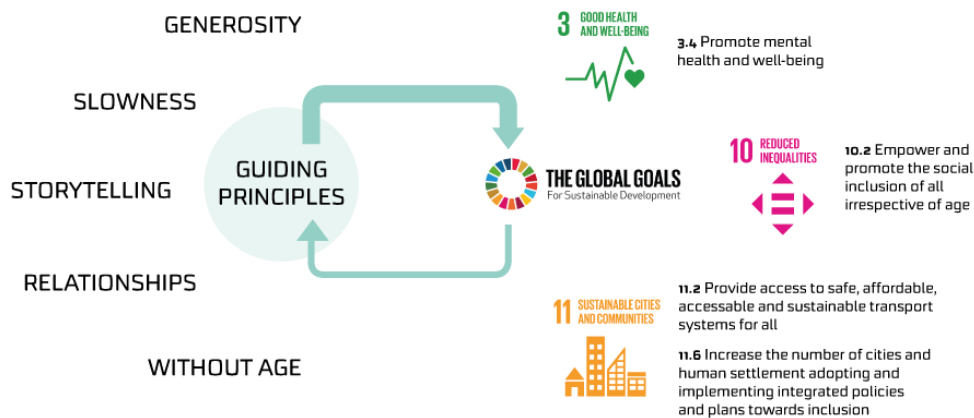 GENEROSITY
SLOWNESS
STORYTELLING
RELATIONSHIPS
WITHOUT AGE
GUIDING
PRINCIPLES
THE GLOBAL GOALS
For Sustainable Development
3 GOOD HEALTH
AND WELL-BEING
3.4 Promote mental
health and well-being
10 REDUCED
INEQUALITIES
10.2 Empower and
promote the social
inclusion of all
irrespective of age
11 SUSTAINABLE CITIES
AND COMMUNITIES
11.2 Provide access to safe, affordable,
accessable and sustainable transport
systems for all
11.6 Increase the number of cities and
human settlement adopting and
implementing integrated policies
and plans towards inclusion